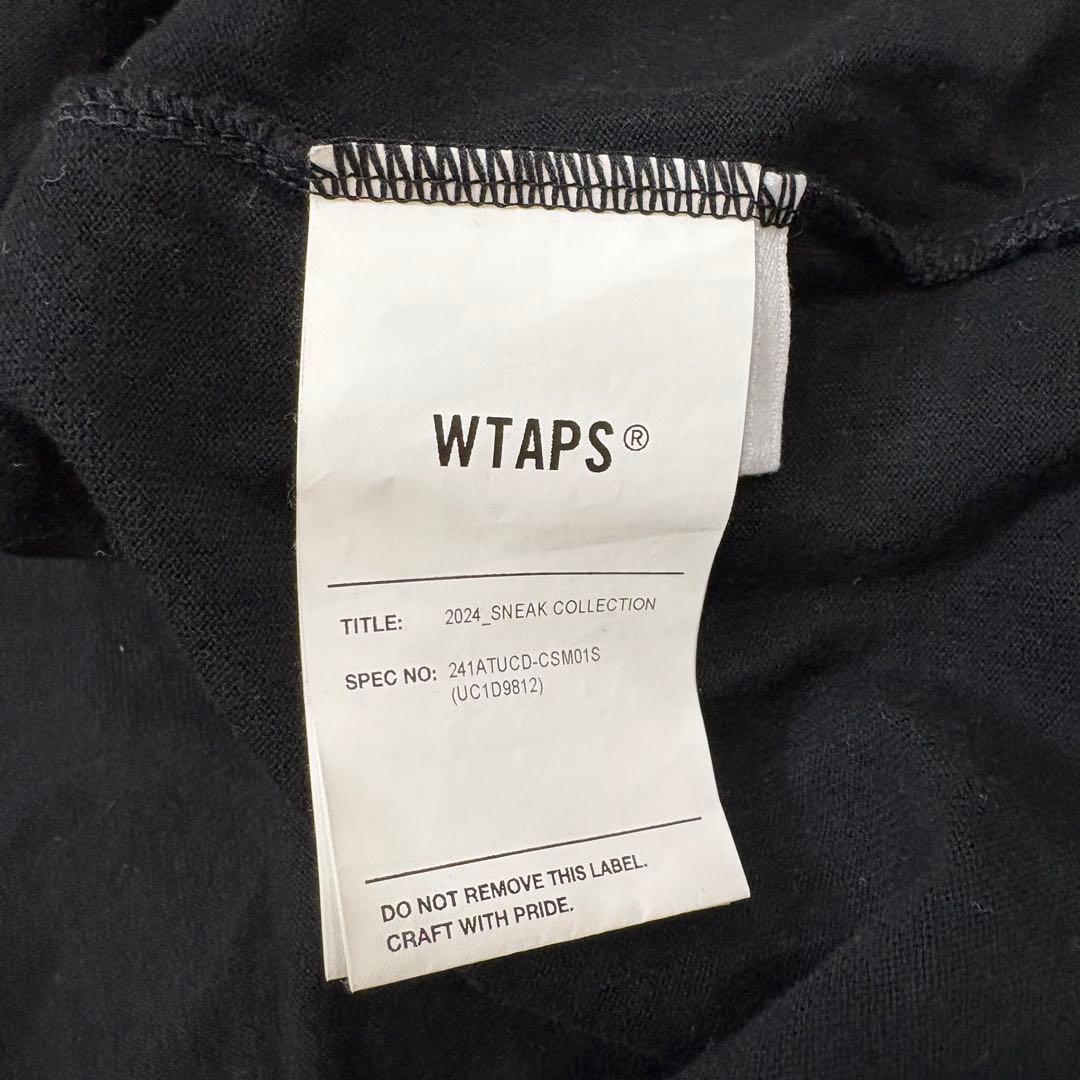 WTAPS®
TITLE: 2024_SNEAK COLLECTION
SPEC NO: 241ATUCD-CSM01S
(UC1D9812)
DO NOT REMOVE THIS LABEL.
CRAFT WITH PRIDE.